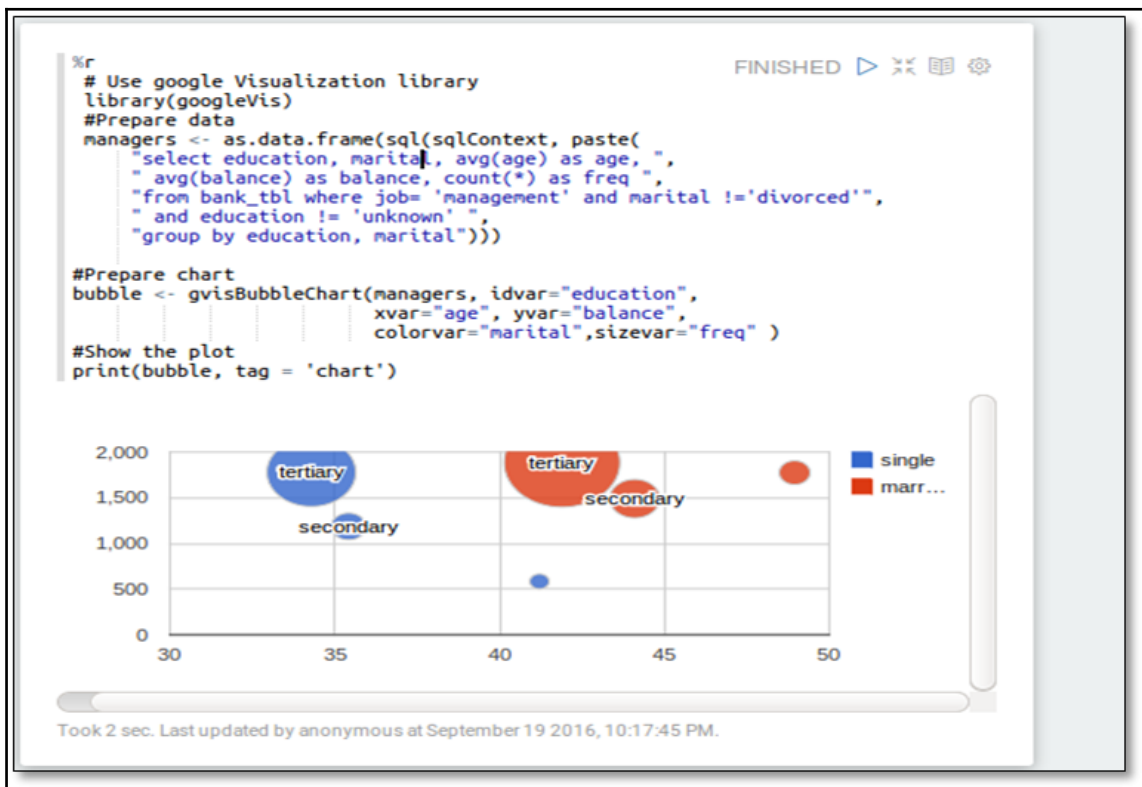 %r
# Use google Visualization library
library(googleVis)
#Prepare data
managers <- as.data.frame(sql(sqlContext, paste(
"select education, marital, avg(age) as age, ",
" avg(balance) as balance, count(*) as freq ",
"from bank_tbl where job= 'management' and marital !='divorced'",
" and education != 'unknown' ",
"group by education, marital")))
#Prepare chart
bubble <- gvisBubbleChart(managers, idvar="education",
xvar="age", yvar="balance",
colorvar="marital",sizevar="freq" )
#Show the plot
print(bubble, tag = 'chart')
FINISHED
2,000
1,500
1,000
500
0
30 35 40 45 50
tertiary
secondary
tertiary
secondary
single
marr...
Took 2 sec. Last updated by anonymous at September 19 2016, 10:17:45 PM.